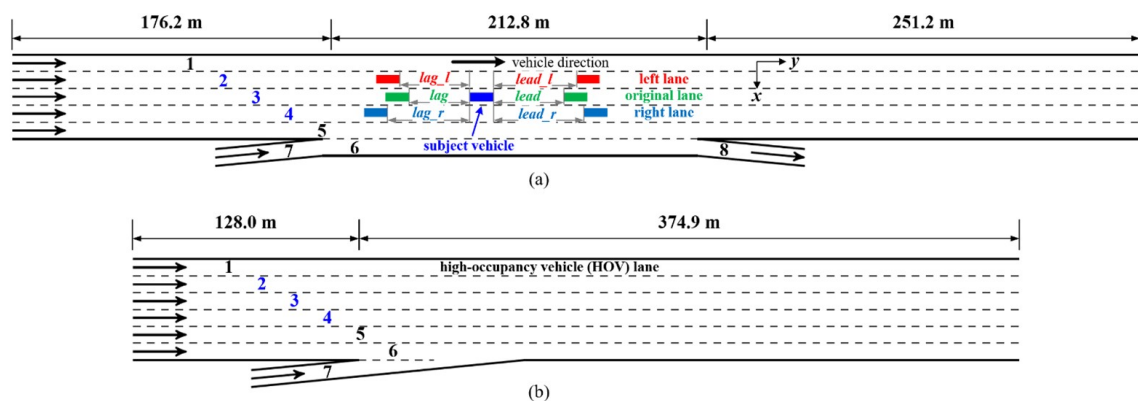 176.2 m 212.8 m 251.2 m
1 vehicle direction y
2 lag_l lead_l left lane
3 lag lead original lane x
4 lag_r lead_r right lane
5 subject vehicle
7 6 8
(a)
128.0 m 374.9 m
1 high-occupancy vehicle (HOV) lane
2
3
4
5
6
7
(b)